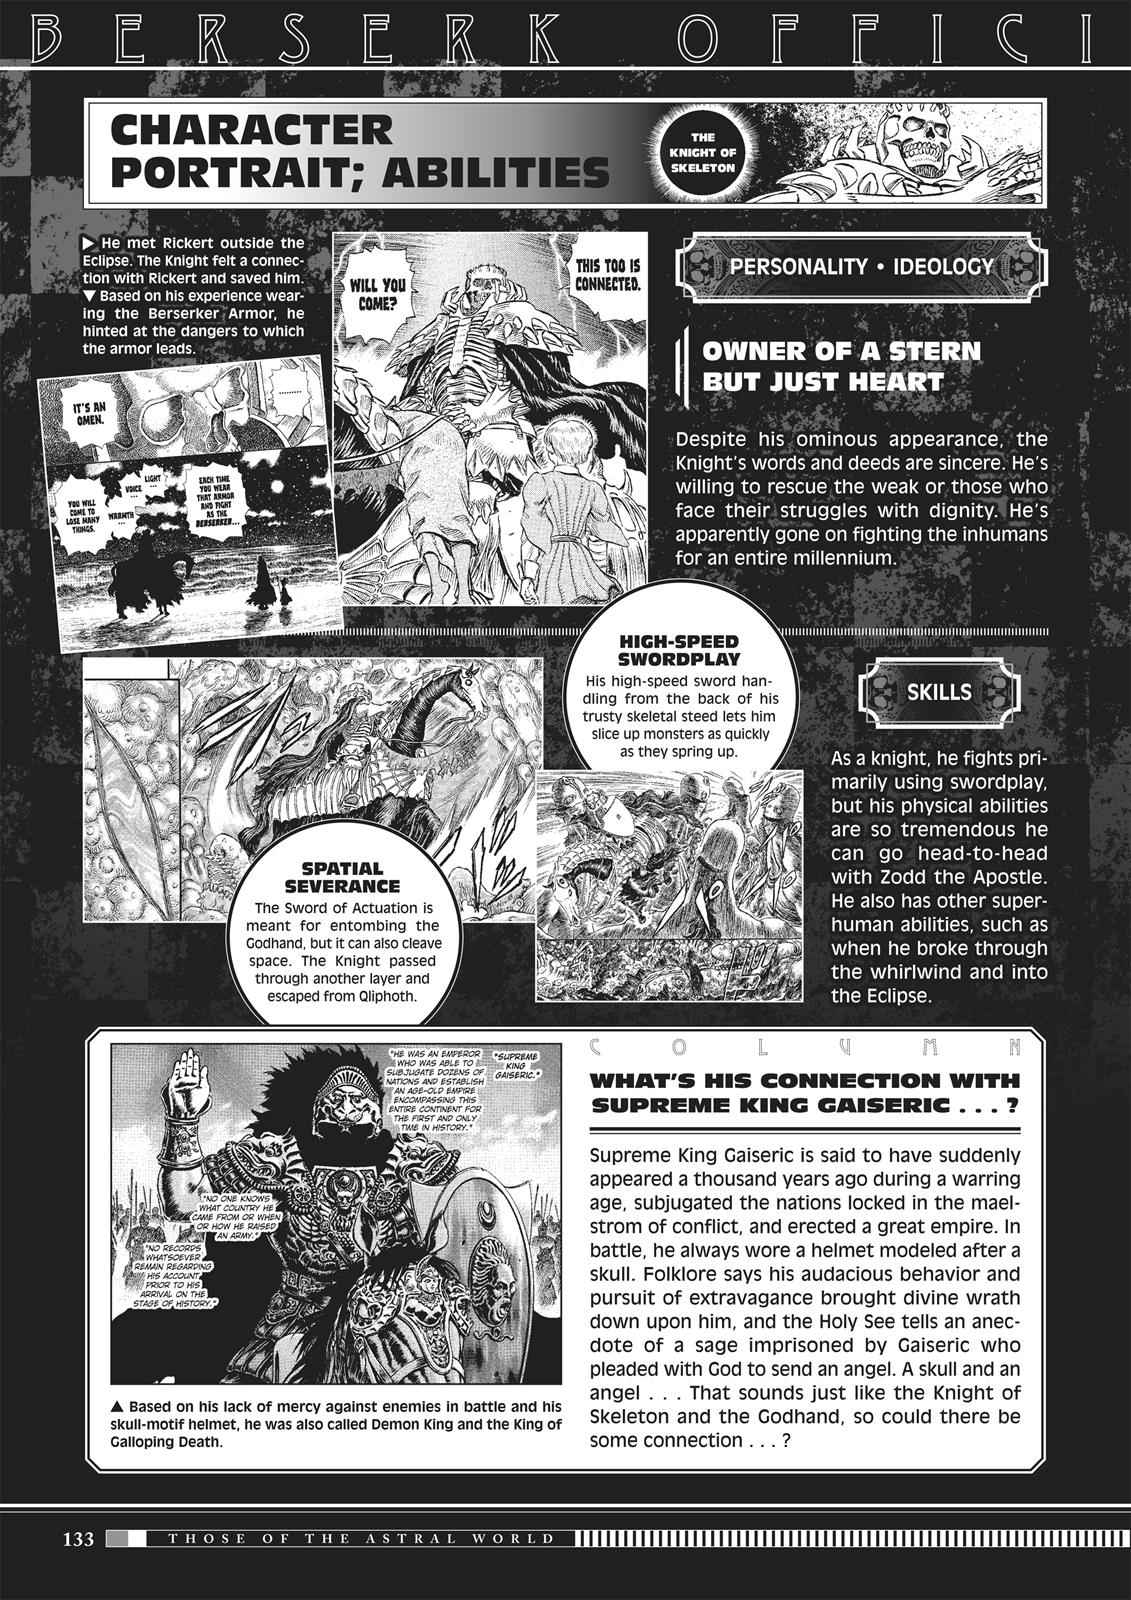 BERSERK OFFICI
CHARACTER
PORTRAIT; ABILITIES
THE
KNIGHT OF
SKELETON
▶ He met Rickert outside the
Eclipse. The Knight felt a connec-
tion with Rickert and saved him.
▼ Based on his experience wear-
ing the Berserker Armor, he
hinted at the dangers to which
the armor leads.
WILL YOU
COME?
THIS TOO IS
CONNECTED.
IT'S AN
OMEN.
..........
EACH TIME
YOU WEAR
THAT ARMOR
AND FIGHT
AS THE
BERSERKER...
LIGHT
...
VOICE
...
WARMTH
...
YOU WILL
COME TO
LOSE MANY
THINGS.
PERSONALITY • IDEOLOGY
OWNER OF A STERN
BUT JUST HEART
Despite his ominous appearance, the
Knight's words and deeds are sincere. He's
willing to rescue the weak or those who
face their struggles with dignity. He's
apparently gone on fighting the inhumans
for an entire millennium.
HIGH-SPEED
SWORDPLAY
His high-speed sword han-
dling from the back of his
trusty skeletal steed lets him
slice up monsters as quickly
as they spring up.
SKILLS
As a knight, he fights pri-
marily using swordplay,
but his physical abilities
are so tremendous he
can go head-to-head
with Zodd the Apostle.
He also has other super-
human abilities, such as
when he broke through
the whirlwind and into
the Eclipse.
SPATIAL
SEVERANCE
The Sword of Actuation is
meant for entombing the
Godhand, but it can also cleave
space. The Knight passed
through another layer and
escaped from Qliphoth.
"SUPREME
KING
GAISERIC."
"HE WAS AN EMPEROR
WHO WAS ABLE TO
SUBJUGATE DOZENS OF
NATIONS AND ESTABLISH
AN AGE-OLD EMPIRE
ENCOMPASSING THIS
ENTIRE CONTINENT FOR
THE FIRST AND ONLY
TIME IN HISTORY."
"NO ONE KNOWS
WHAT COUNTRY HE
CAME FROM OR WHEN
OR HOW HE RAISED
AN ARMY."
"NO RECORDS
WHATSOEVER
REMAIN REGARDING
HIS ACCOUNT
PRIOR TO HIS
ARRIVAL ON THE
STAGE OF HISTORY."
▲ Based on his lack of mercy against enemies in battle and his
skull-motif helmet, he was also called Demon King and the King of
Galloping Death.
COLUMN
WHAT'S HIS CONNECTION WITH
SUPREME KING GAISERIC . . . ?
Supreme King Gaiseric is said to have suddenly
appeared a thousand years ago during a warring
age, subjugated the nations locked in the mael-
strom of conflict, and erected a great empire. In
battle, he always wore a helmet modeled after a
skull. Folklore says his audacious behavior and
pursuit of extravagance brought divine wrath
down upon him, and the Holy See tells an anec-
dote of a sage imprisoned by Gaiseric who
pleaded with God to send an angel. A skull and an
angel . . . That sounds just like the Knight of
Skeleton and the Godhand, so could there be
some connection . . . ?
133 THOSE OF THE ASTRAL WORLD